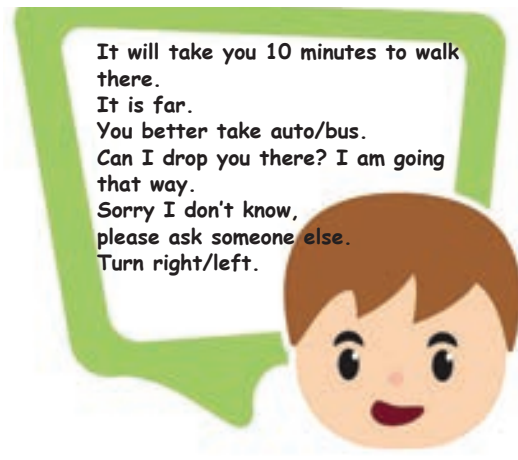 It will take you 10 minutes to walk
there.
It is far.
You better take auto/bus.
Can I drop you there? I am going
that way.
Sorry I don't know,
please ask someone else.
Turn right/left.